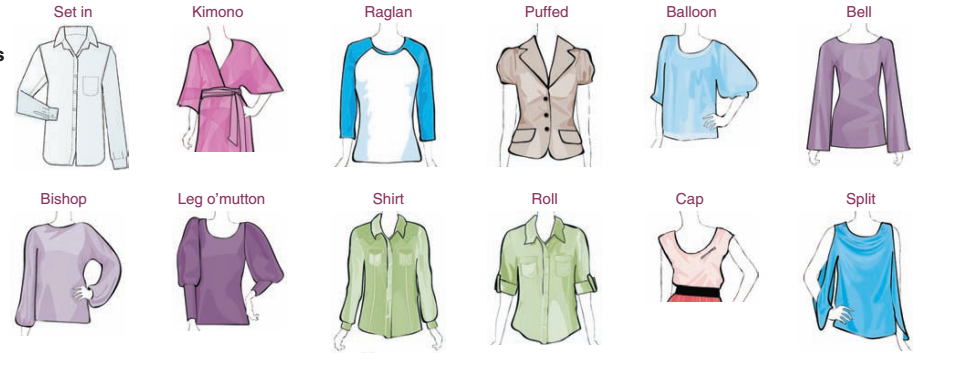 Set in
Kimono
Raglan
Puffed
Balloon
Bell
s
Bishop
Leg o'mutton
Shirt
Roll
Cap
Split